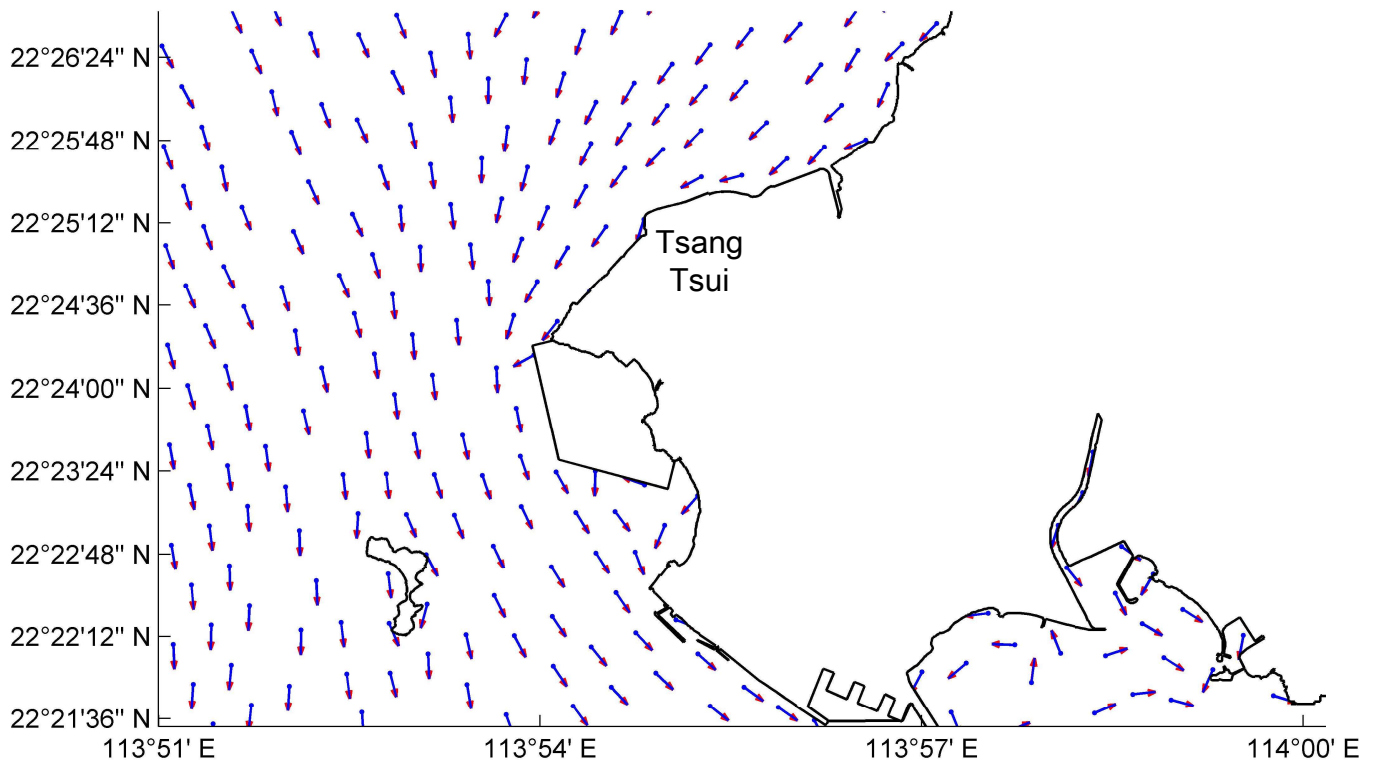 22°26'24" N
22°25'48" N
22°25'12" N
Tsang
Tsui
22°24'36" N
22°24'00" N
22°23'24" N
22°22'48" N
22°22'12" N
22°21'36" N
113°51' E
113°54' E
113°57' E
114°00' E